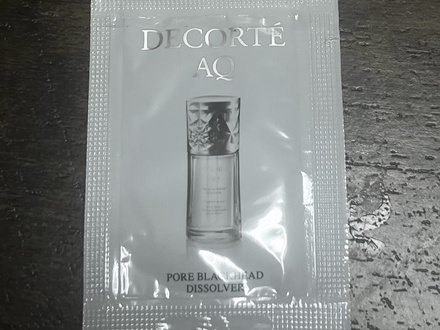 DECORTÉ
AQ
PORE BLACKHEAD
DISSOLVER